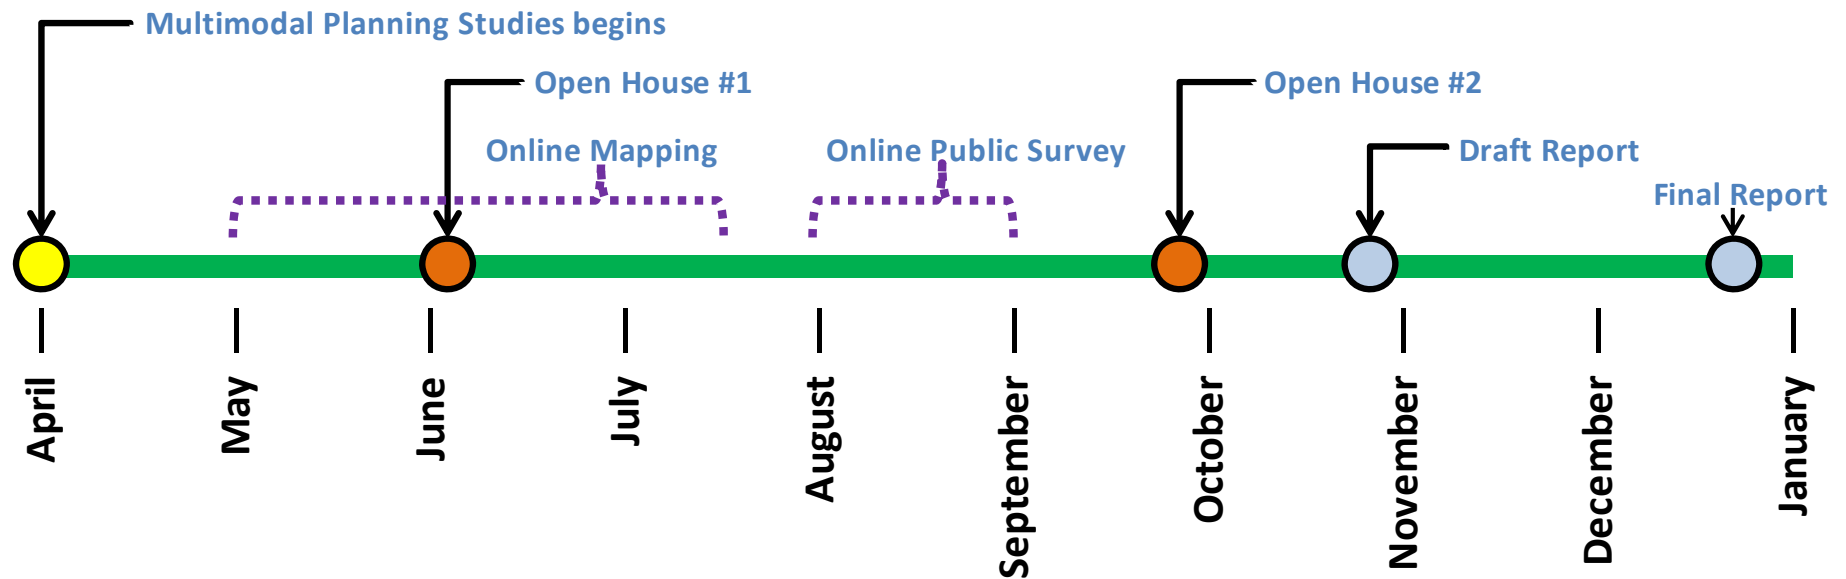 Multimodal Planning Studies begins
Open House #1
Open House #2
Online Mapping
Online Public Survey
Draft Report
Final Report
April
May
June
July
August
September
October
November
December
January